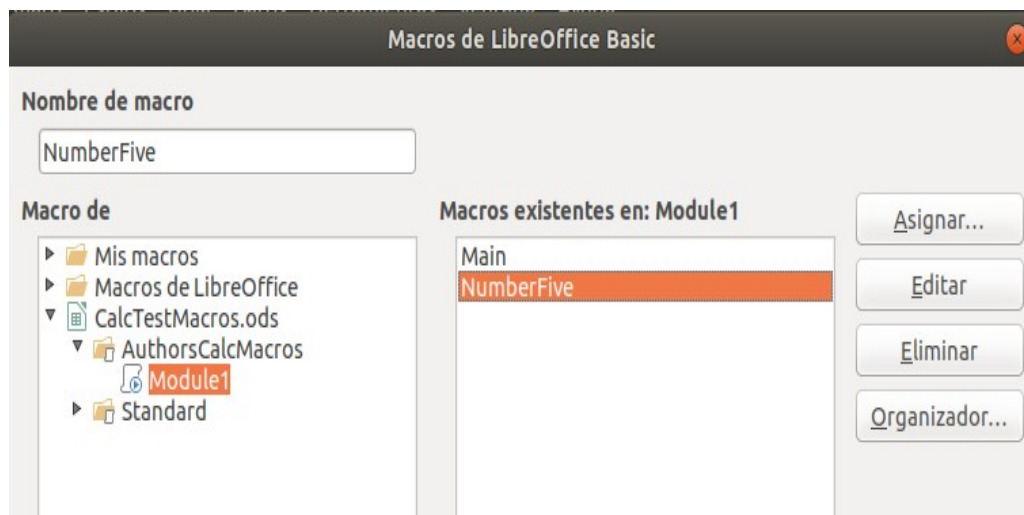 Macros de LibreOffice Basic
Nombre de macro
NumberFive
Macro de
Mis macros
Macros de LibreOffice
CalcTestMacros.ods
AuthorsCalcMacros
Module1
Standard
Macros existentes en: Module1
Main
NumberFive
Asignar...
Editar
Eliminar
Organizador...